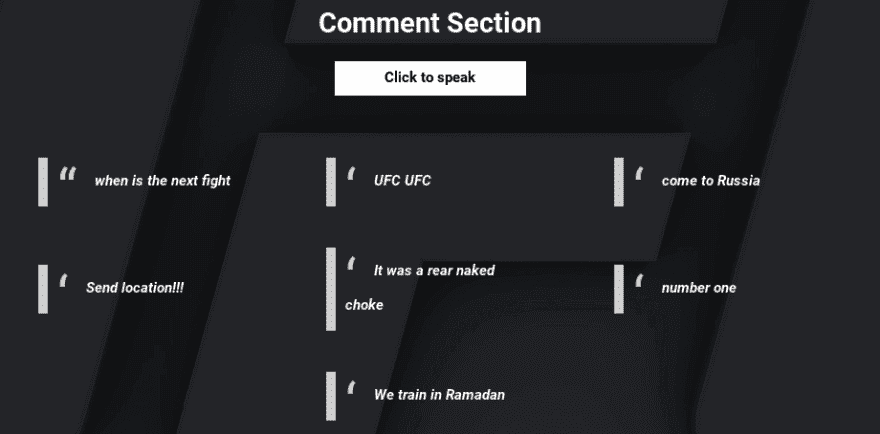 Comment Section
Click to speak
“ when is the next fight
‘ UFC UFC
‘ come to Russia
‘ Send location!!!
‘ It was a rear naked
choke
‘ number one
‘ We train in Ramadan